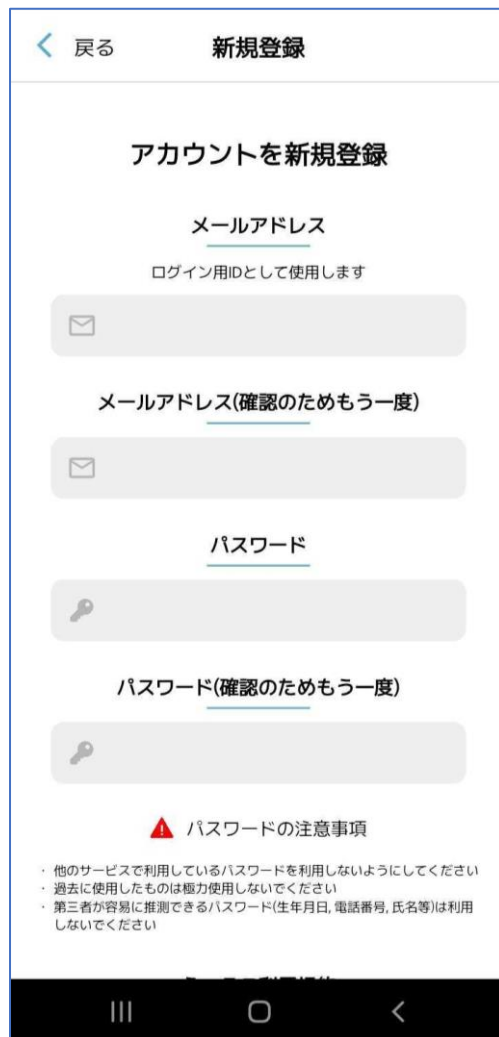 戻る 新規登録
アカウントを新規登録
メールアドレス
ログイン用IDとして使用します
メールアドレス(確認のためもう一度)
パスワード
パスワード(確認のためもう一度)
パスワードの注意事項
・ 他のサービスで利用しているパスワードを利用しないようにしてください
・ 過去に使用したものは極力使用しないでください
・ 第三者が容易に推測できるパスワード(生年月日, 電話番号, 氏名等)は利用
しないでください